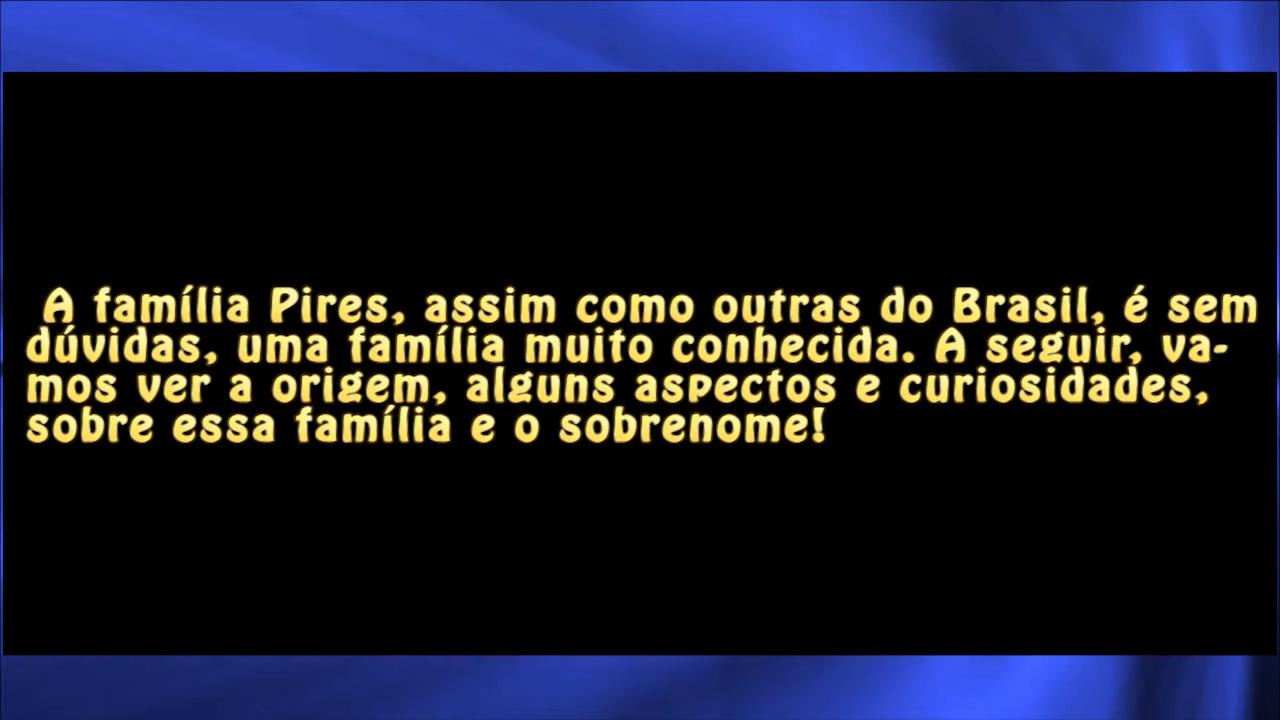 A família Pires, assim como outras do Brasil, é sem
dúvidas, uma família muito conhecida. A seguir, va-
mos ver a origem, alguns aspectos e curiosidades,
sobre essa família e o sobrenome!